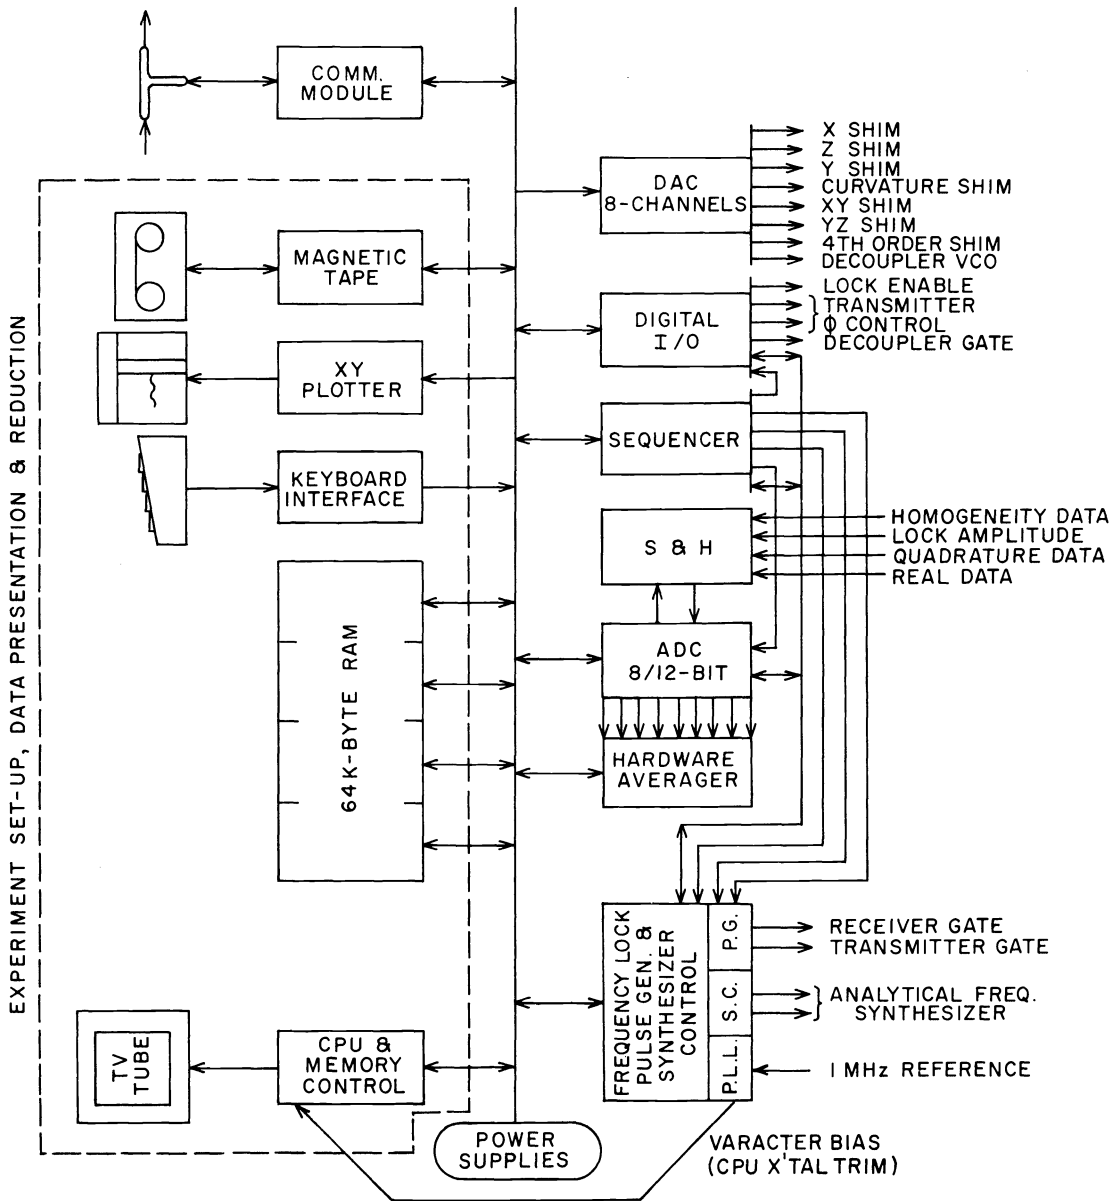 COMM.
MODULE
DAC
8-CHANNELS
X SHIM
Z SHIM
Y SHIM
CURVATURE SHIM
XY SHIM
YZ SHIM
4TH ORDER SHIM
DECOUPLER VCO
MAGNETIC
TAPE
DIGITAL
I/O
LOCK ENABLE
TRANSMITTER
ϕ CONTROL
DECOUPLER GATE
XY
PLOTTER
SEQUENCER
KEYBOARD
INTERFACE
S & H
HOMOGENEITY DATA
LOCK AMPLITUDE
QUADRATURE DATA
REAL DATA
EXPERIMENT SET-UP, DATA PRESENTATION & REDUCTION
64K-BYTE RAM
ADC
8/12-BIT
HARDWARE
AVERAGER
FREQUENCY LOCK
PULSE GEN. &
SYNTHESIZER
CONTROL
P.G.
S.C.
P.L.L.
RECEIVER GATE
TRANSMITTER GATE
ANALYTICAL FREQ.
SYNTHESIZER
1 MHz REFERENCE
TV
TUBE
CPU &
MEMORY
CONTROL
POWER
SUPPLIES
VARACTER BIAS
(CPU X'TAL TRIM)